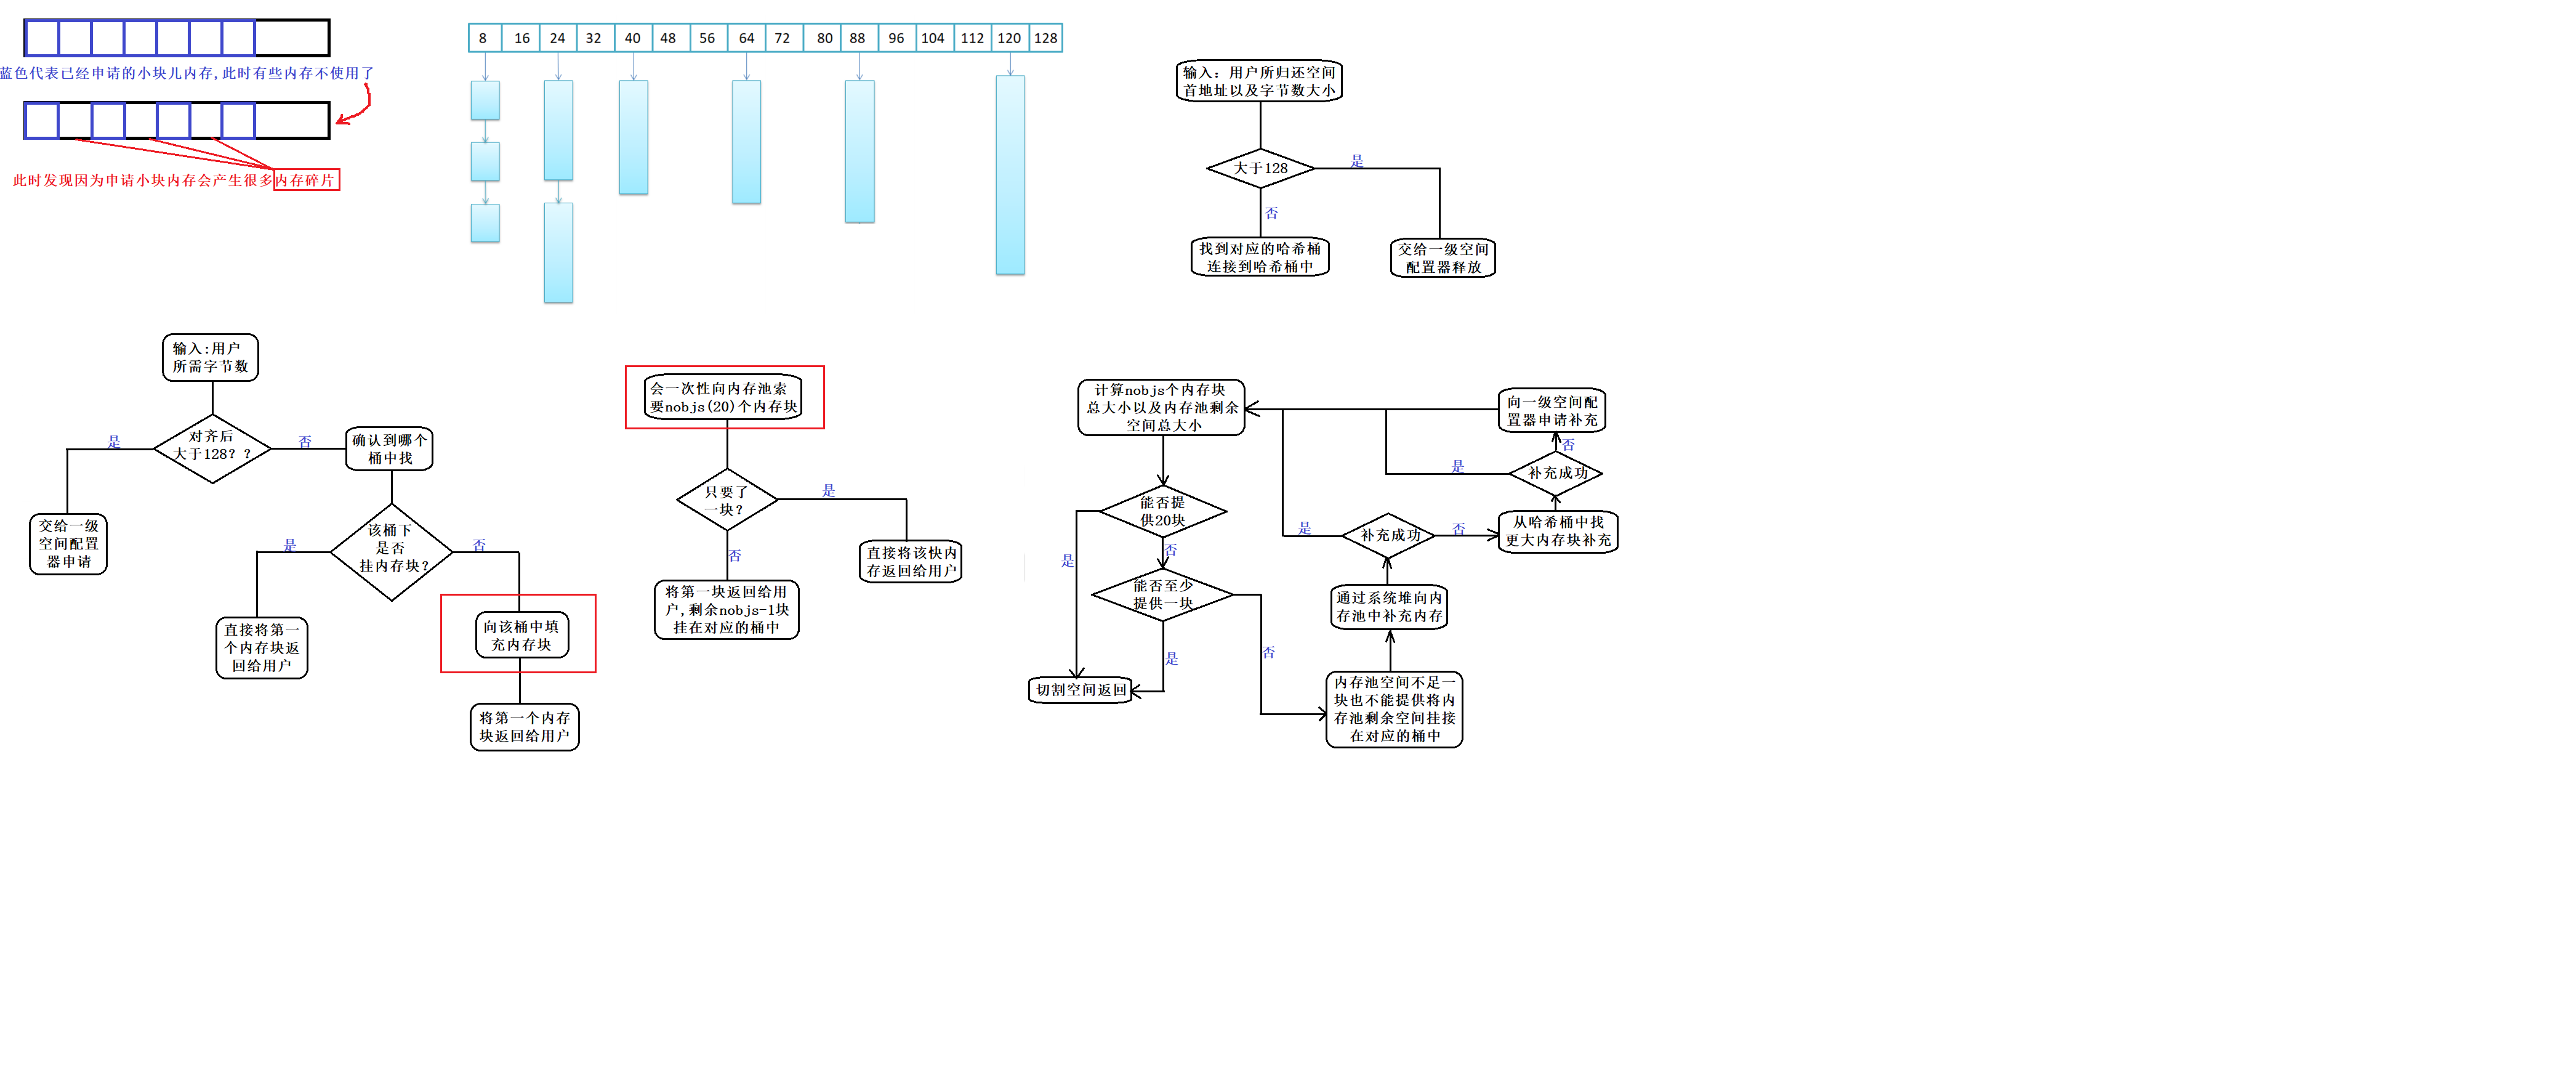 蓝色代表已经申请的小块儿内存,此时有些内存不使用了
此时发现因为申请小块内存会产生很多内存碎片
8 16 24 32 40 48 56 64 72 80 88 96 104 112 120 128
输入：用户所归还空间
首地址以及字节数大小
大于128
是
否
找到对应的哈希桶
连接到哈希桶中
交给一级空间
配置器释放
输入:用户
所需字节数
对齐后
大于128？？
是
否
交给一级
空间配置
器申请
确认到哪个
桶中找
该桶下
是否
挂内存块？
是
否
直接将第一
个内存块返
回给用户
向该桶中填
充内存块
将第一个内存
块返回给用户
会一次性向内存池索
要nobjs(20)个内存块
只要了
一块？
是
否
直接将该快内
存返回给用户
将第一块返回给用
户,剩余nobjs-1块
挂在对应的桶中
计算nobjs个内存块
总大小以及内存池剩余
空间总大小
能否提
供20块
是
否
能否至少
提供一块
是
否
切割空间返回
内存池空间不足一
块也不能提供将内
存池剩余空间挂接
在对应的桶中
通过系统堆向内
存池中补充内存
补充成功
是
否
从哈希桶中找
更大内存块补充
补充成功
是
否
向一级空间配
置器申请补充